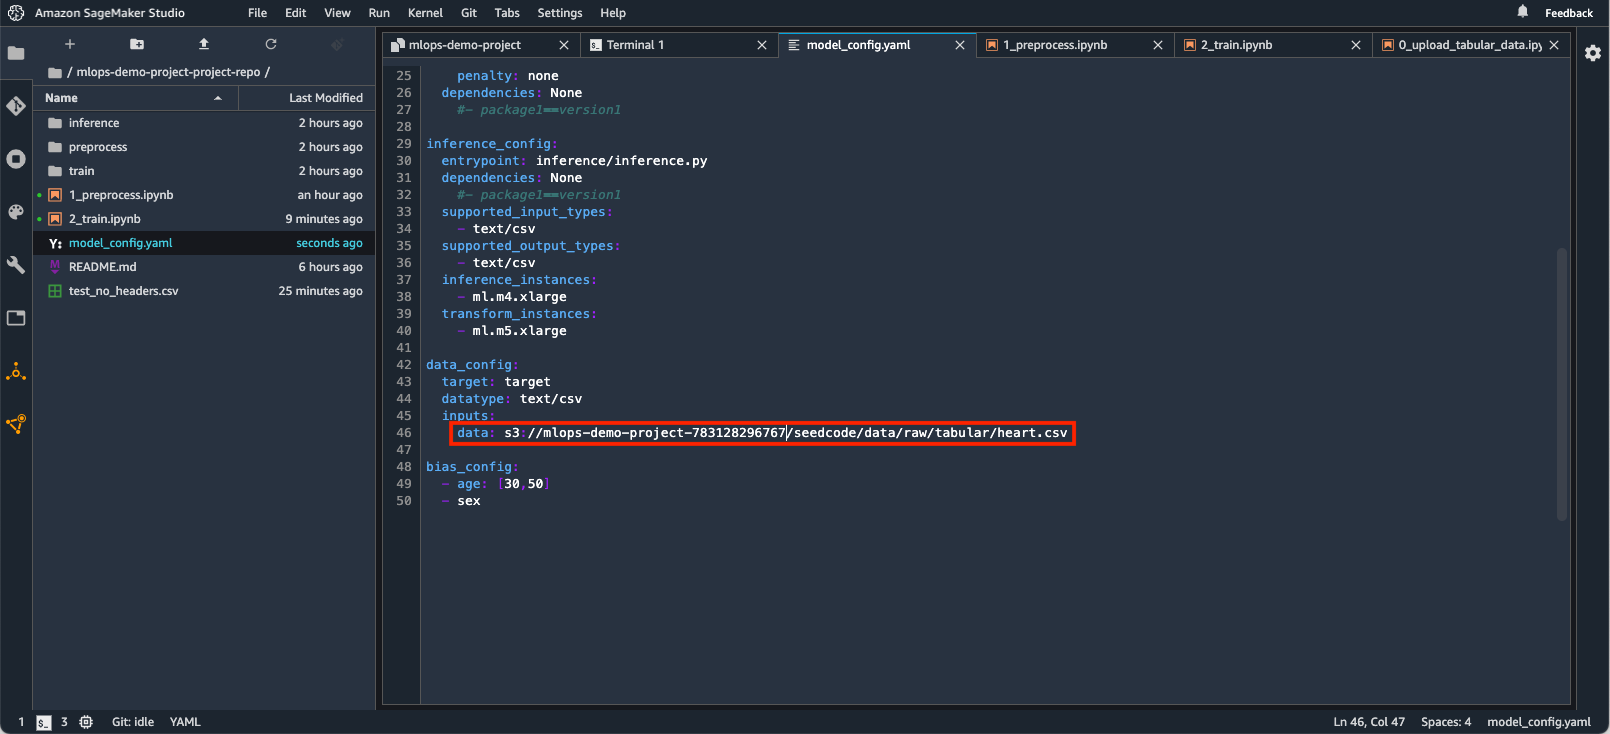 Amazon SageMaker Studio File Edit View Run Kernel Git Tabs Settings Help Feedback
mlops-demo-project Terminal 1 model_config.yaml 1_preprocess.ipynb 2_train.ipynb 0_upload_tabular_data.ipy
/ mlops-demo-project-project-repo /
Name Last Modified
inference 2 hours ago
preprocess 2 hours ago
train 2 hours ago
1_preprocess.ipynb an hour ago
2_train.ipynb 9 minutes ago
Y: model_config.yaml seconds ago
README.md 6 hours ago
test_no_headers.csv 25 minutes ago
25 penalty: none
26 dependencies: None
27 #- package1==version1
28
29 inference_config:
30 entrypoint: inference/inference.py
31 dependencies: None
32 #- package1==version1
33 supported_input_types:
34 - text/csv
35 supported_output_types:
36 - text/csv
37 inference_instances:
38 - ml.m4.xlarge
39 transform_instances:
40 - ml.m5.xlarge
41
42 data_config:
43 target: target
44 datatype: text/csv
45 inputs:
46 data: s3://mlops-demo-project-783128296767/seedcode/data/raw/tabular/heart.csv
47
48 bias_config:
49 - age: [30,50]
50 - sex
1 $_ 3 Git: idle YAML Ln 46, Col 47 Spaces: 4 model_config.yaml